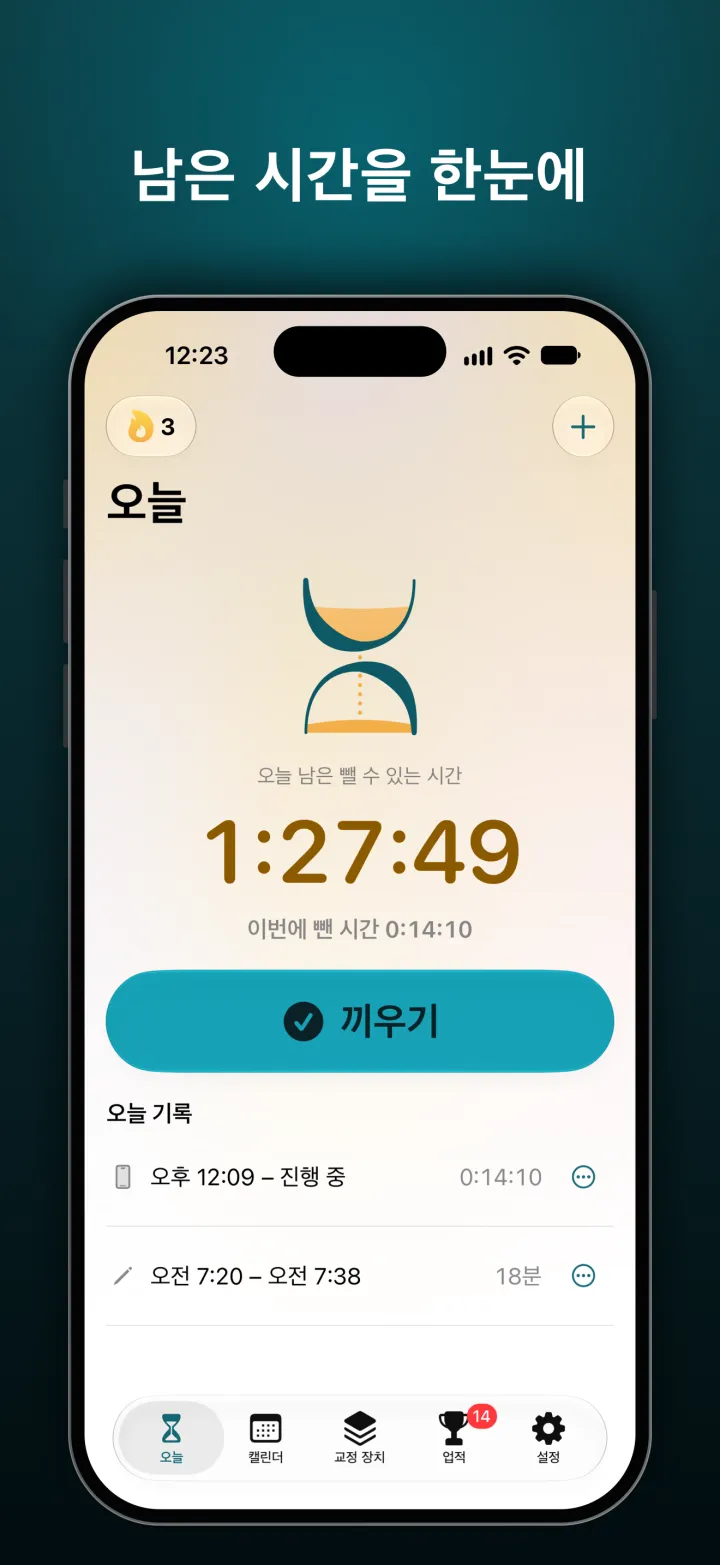 남은 시간을 한눈에
12:23
3
오늘
오늘 남은 뺄 수 있는 시간
1:27:49
이번에 뺀 시간 0:14:10
끼우기
오늘 기록
오후 12:09 – 진행 중 0:14:10
오전 7:20 – 오전 7:38 18분
14
오늘 캘린더 교정 장치 업적 설정